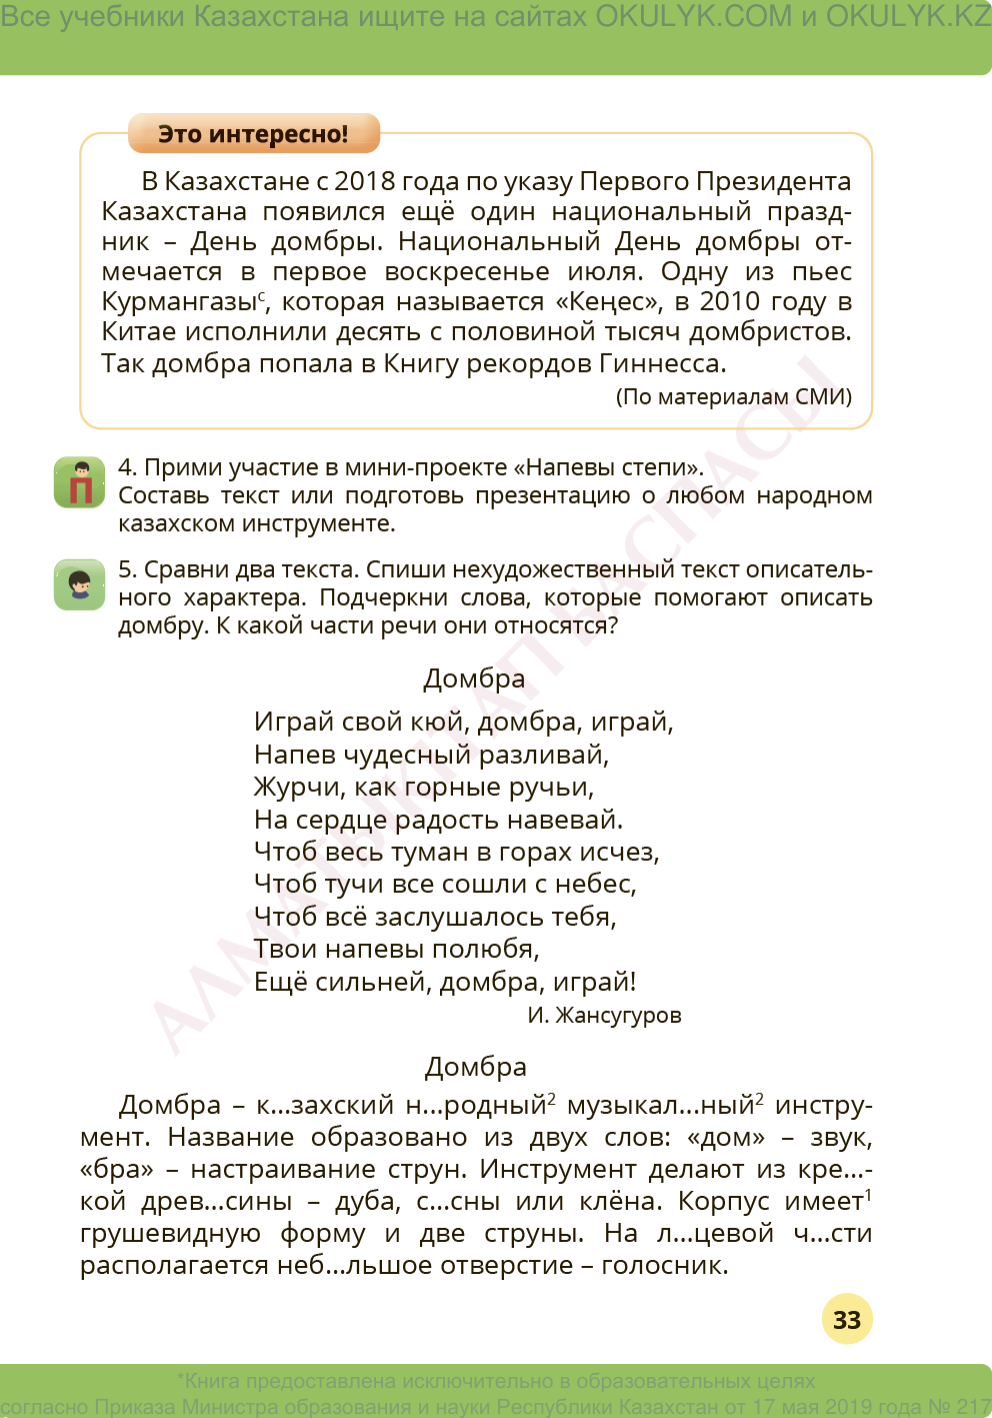 Все учебники Казахстана ищите на сайтах OKULYK.COM и OKULYK.KZ
Это интересно!
В Казахстане с 2018 года по указу Первого Президента
Казахстана появился ещё один национальный празд-
ник – День домбры. Национальный День домбры от-
мечается в первое воскресенье июля. Одну из пьес
Курмангазыᶜ, которая называется «Кеңес», в 2010 году в
Китае исполнили десять с половиной тысяч домбристов.
Так домбра попала в Книгу рекордов Гиннесса.
(По материалам СМИ)
П
4. Прими участие в мини-проекте «Напевы степи».
Составь текст или подготовь презентацию о любом народном
казахском инструменте.
5. Сравни два текста. Спиши нехудожественный текст описатель-
ного характера. Подчеркни слова, которые помогают описать
домбру. К какой части речи они относятся?
Домбра
Играй свой кюй, домбра, играй,
Напев чудесный разливай,
Журчи, как горные ручьи,
На сердце радость навевай.
Чтоб весь туман в горах исчез,
Чтоб тучи все сошли с небес,
Чтоб всё заслушалось тебя,
Твои напевы полюбя,
Ещё сильней, домбра, играй!
И. Жансугуров
Домбра
Домбра – к...захский н...родный² музыкал...ный² инстру-
мент. Название образовано из двух слов: «дом» – звук,
«бра» – настраивание струн. Инструмент делают из кре...-
кой древ...сины – дуба, с...сны или клёна. Корпус имеет¹
грушевидную форму и две струны. На л...цевой ч...сти
располагается неб...льшое отверстие – голосник.
33
АЛМАТЫКІТАП БАСПАСЫ
*Книга предоставлена исключительно в образовательных целях
согласно Приказа Министра образования и науки Республики Казахстан от 17 мая 2019 года № 217